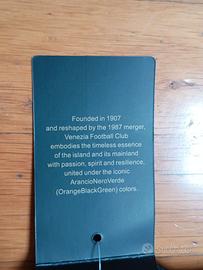 Founded in 1907
and reshaped by the 1987 merger,
Venezia Football Club
embodies the timeless essence
of the island and its mainland
with passion, spirit and resilience,
united under the iconic
ArancioNeroVerde
(OrangeBlackGreen) colors.
subito